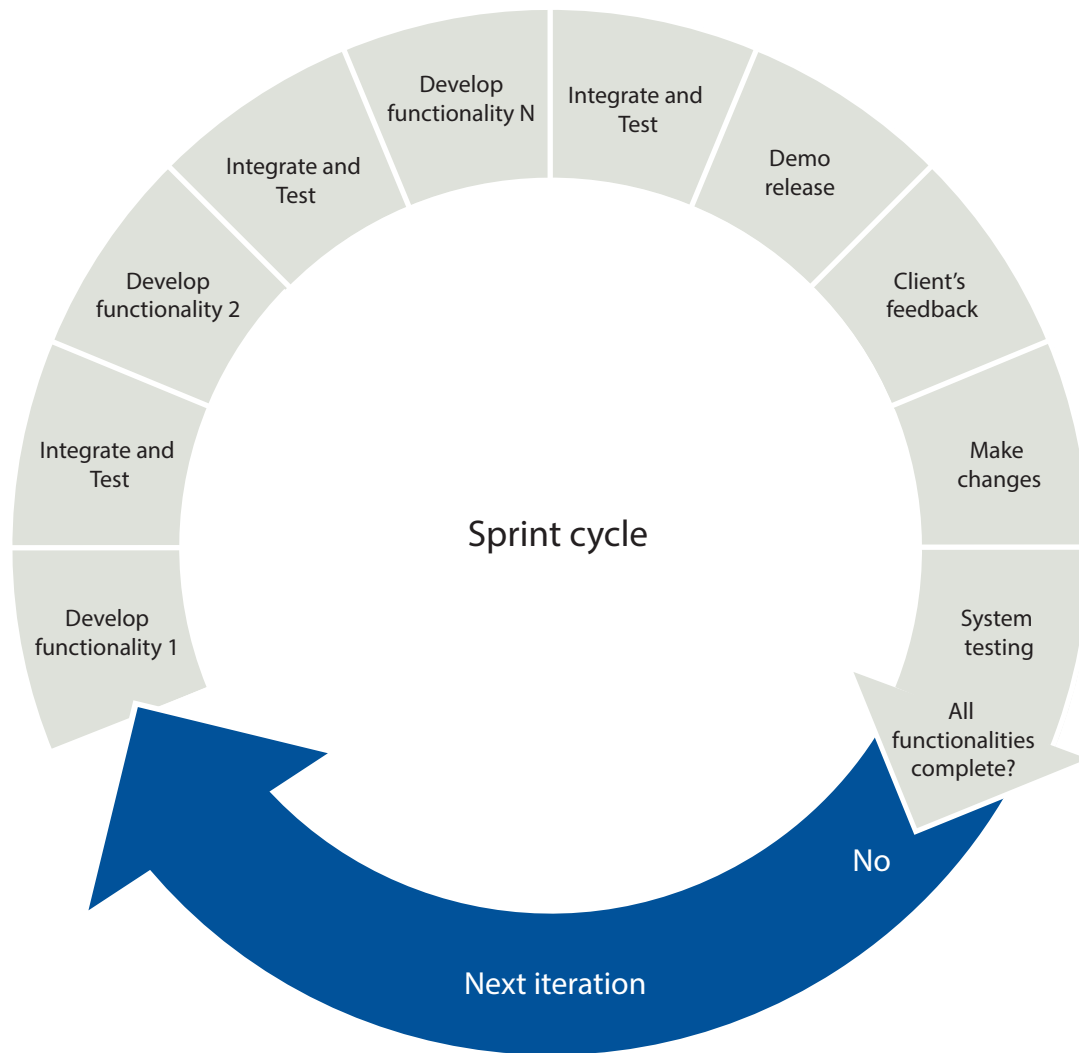 Develop
functionality 1
Integrate and
Test
Develop
functionality 2
Integrate and
Test
Develop
functionality N
Integrate and
Test
Demo
release
Client’s
feedback
Make
changes
System
testing
All
functionalities
complete?
No
Next iteration
Sprint cycle